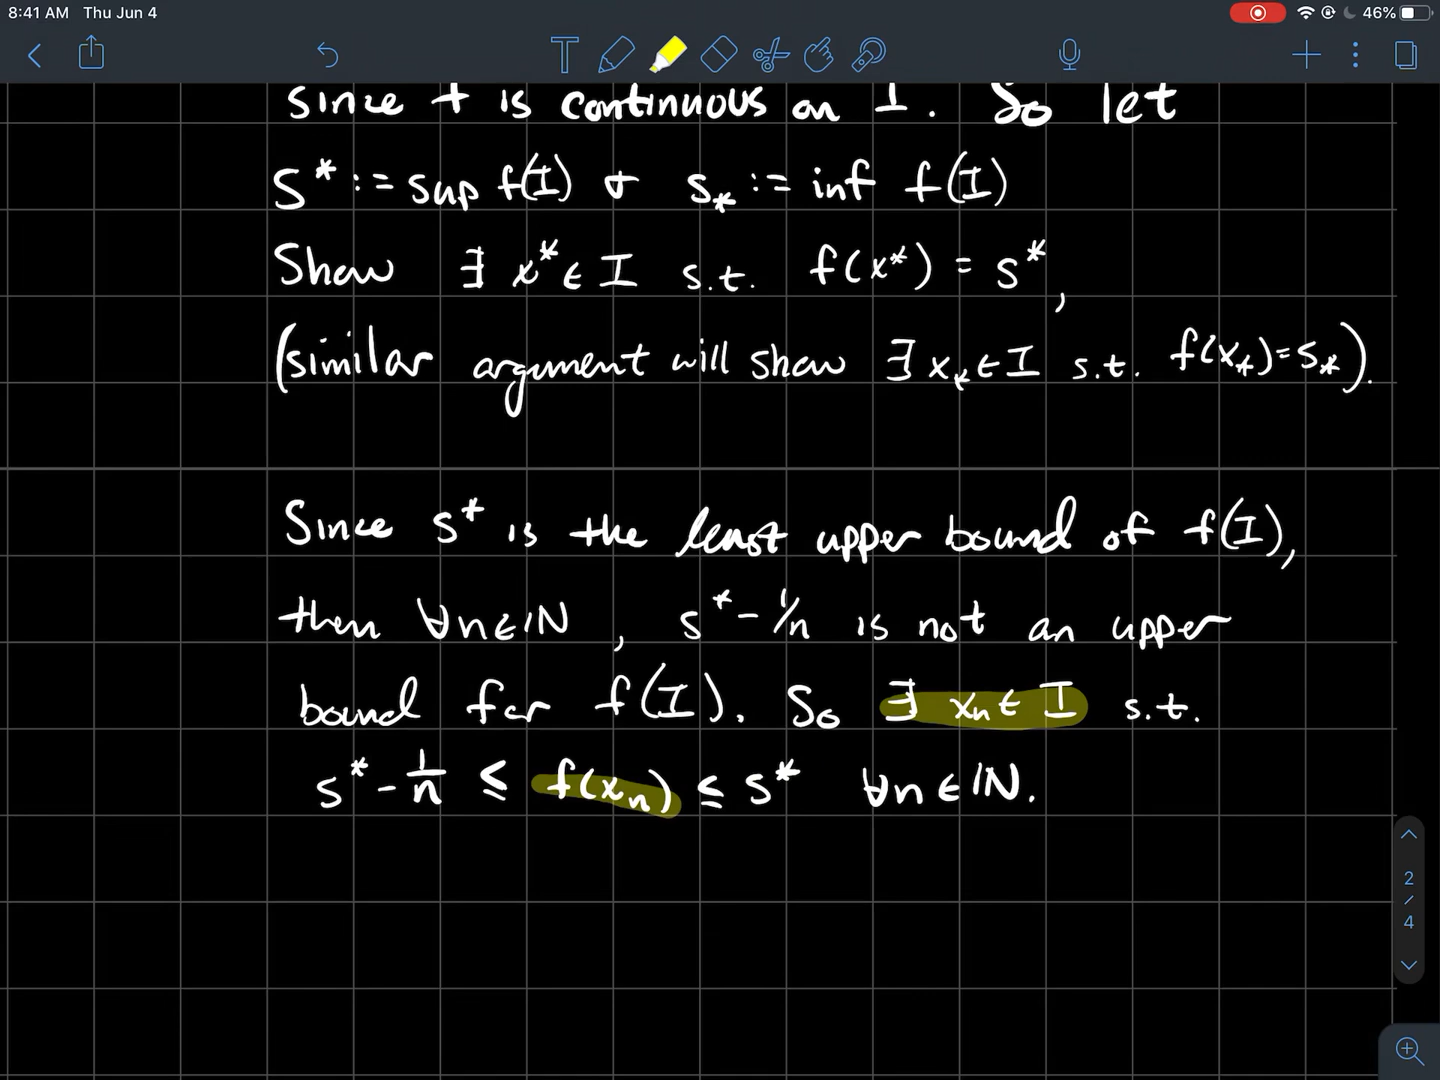 8:41 AM Thu Jun 4
46%
since f is continuous on I. So let
s* := sup f(I) & s⁎ := inf f(I)
Show ∃ x* ∈ I s.t. f(x*) = s*,
(similar argument will show ∃ x⁎ ∈ I s.t. f(x⁎) = s⁎).
Since s* is the least upper bound of f(I),
then ∀n∈ℕ, s* - 1/n is not an upper
bound for f(I). So ∃ xₙ ∈ I s.t.
s* - 1/n ≤ f(xₙ) ≤ s* ∀n∈ℕ.
2/4